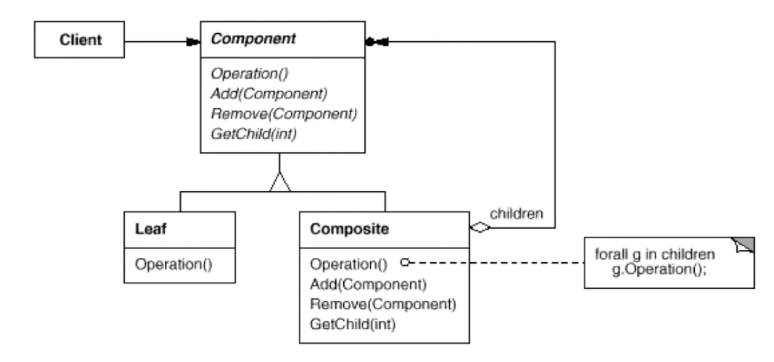 Client
Component
Operation()
Add(Component)
Remove(Component)
GetChild(int)
Leaf
Operation()
Composite
Operation()
Add(Component)
Remove(Component)
GetChild(int)
children
forall g in children
g.Operation();